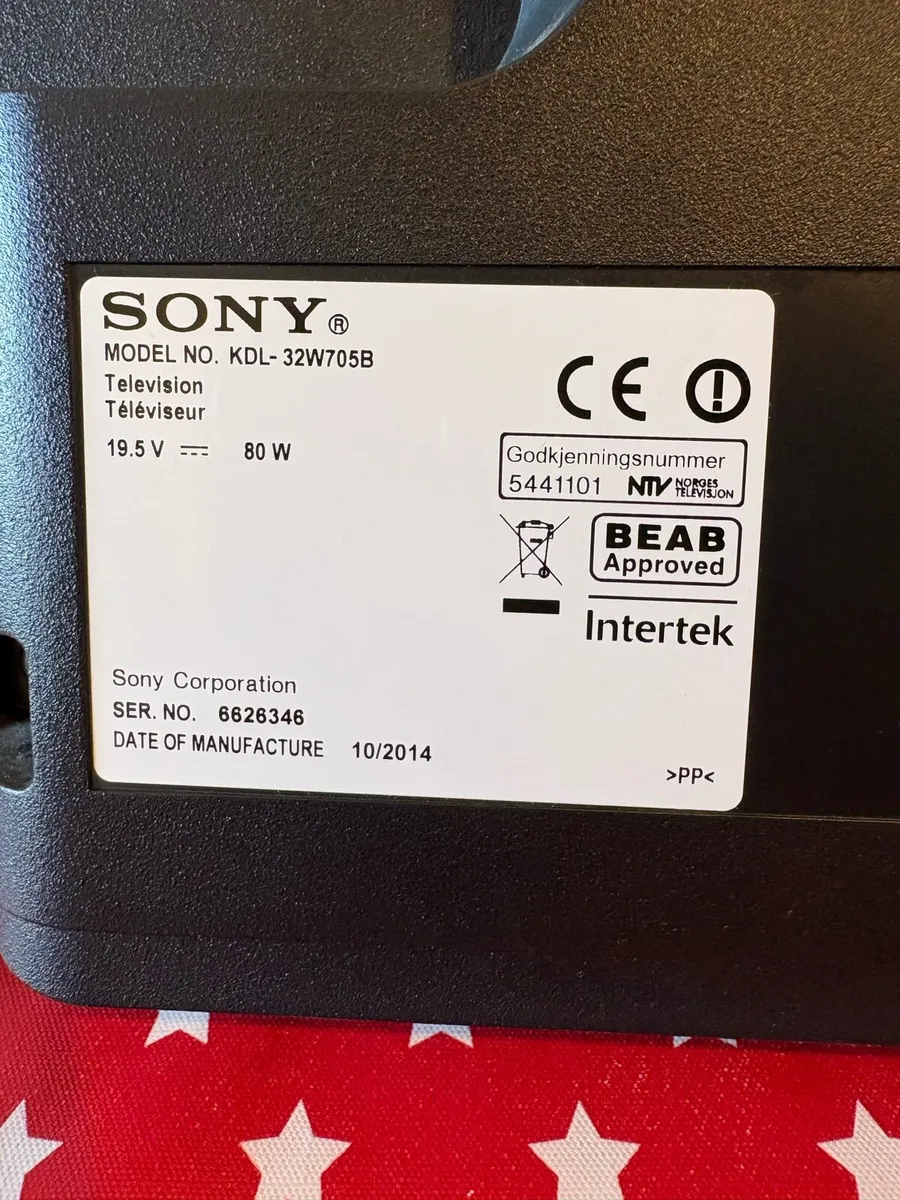 SONY®
MODEL NO. KDL- 32W705B
Television
Téléviseur
19.5 V ⎓ 80 W
CE
Godkjenningsnummer
5441101 NTV NORGES TELEVISJON
BEAB
Approved
Intertek
Sony Corporation
SER. NO. 6626346
DATE OF MANUFACTURE 10/2014
>PP<